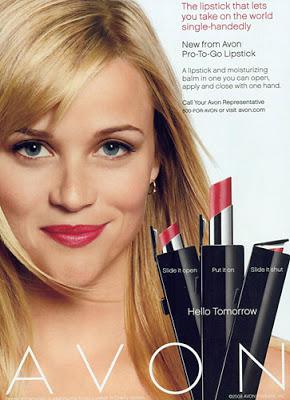 The lipstick that lets
you take on the world
single-handedly
New from Avon
Pro-To-Go Lipstick
A lipstick and moisturizing
balm in one you can open,
apply and close with one hand.
Call Your Avon Representative
800-FOR-AVON or visit avon.com
Slide it open
Put it on
Slide it shut
Hello Tomorrow
AVON